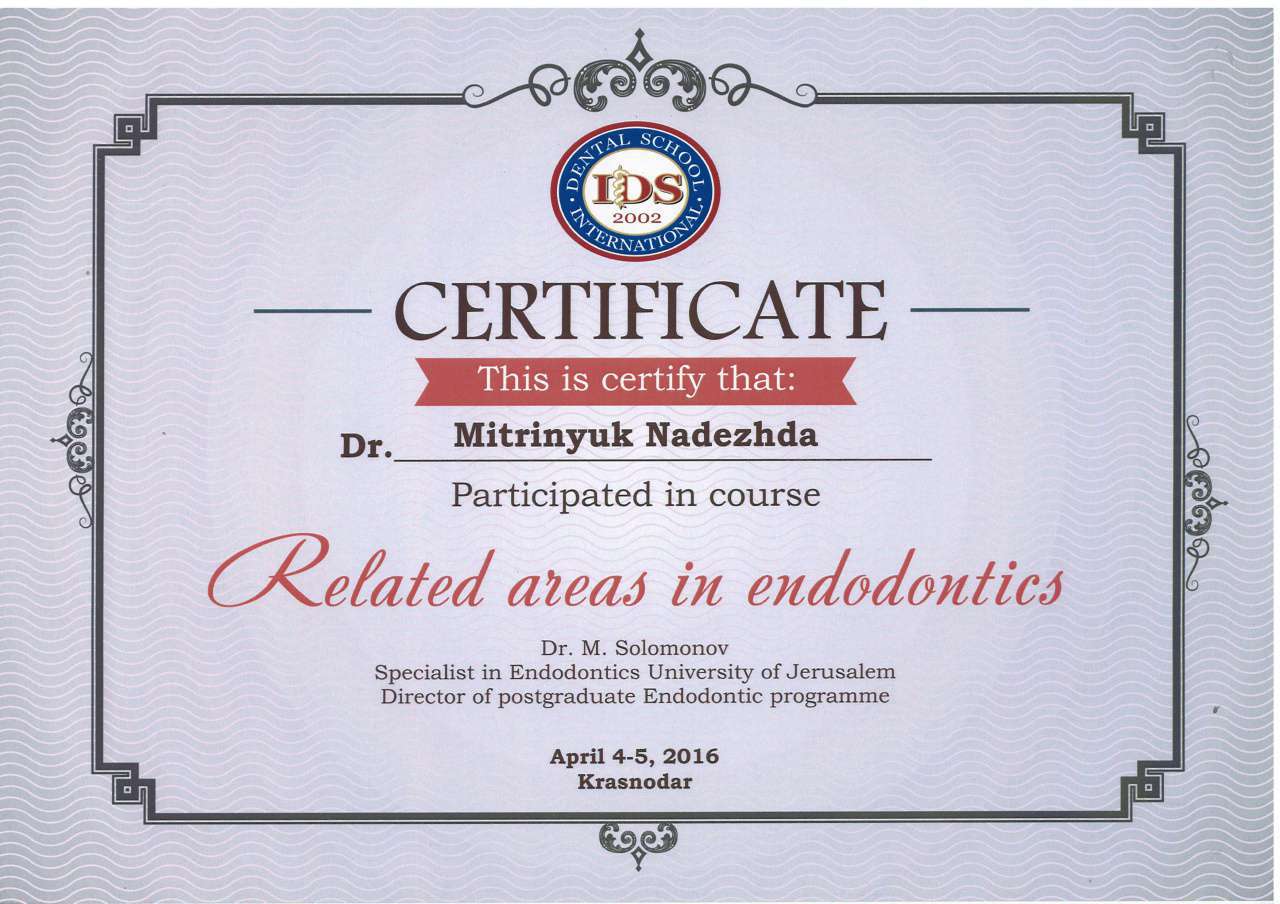 DENTAL SCHOOL
IDS
2002
INTERNATIONAL
CERTIFICATE
This is certify that:
Dr. Mitrinyuk Nadezhda
Participated in course
Related areas in endodontics
Dr. M. Solomonov
Specialist in Endodontics University of Jerusalem
Director of postgraduate Endodontic programme
April 4-5, 2016
Krasnodar